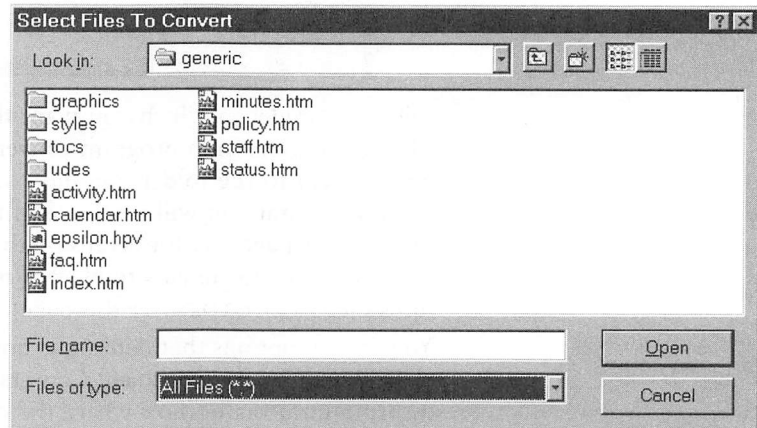 Select Files To Convert
Look in:
generic
graphics
styles
tocs
udes
activity.htm
calendar.htm
epsilon.hpv
faq.htm
index.htm
minutes.htm
policy.htm
staff.htm
status.htm
File name:
Open
Files of type:
All Files (*.*)
Cancel